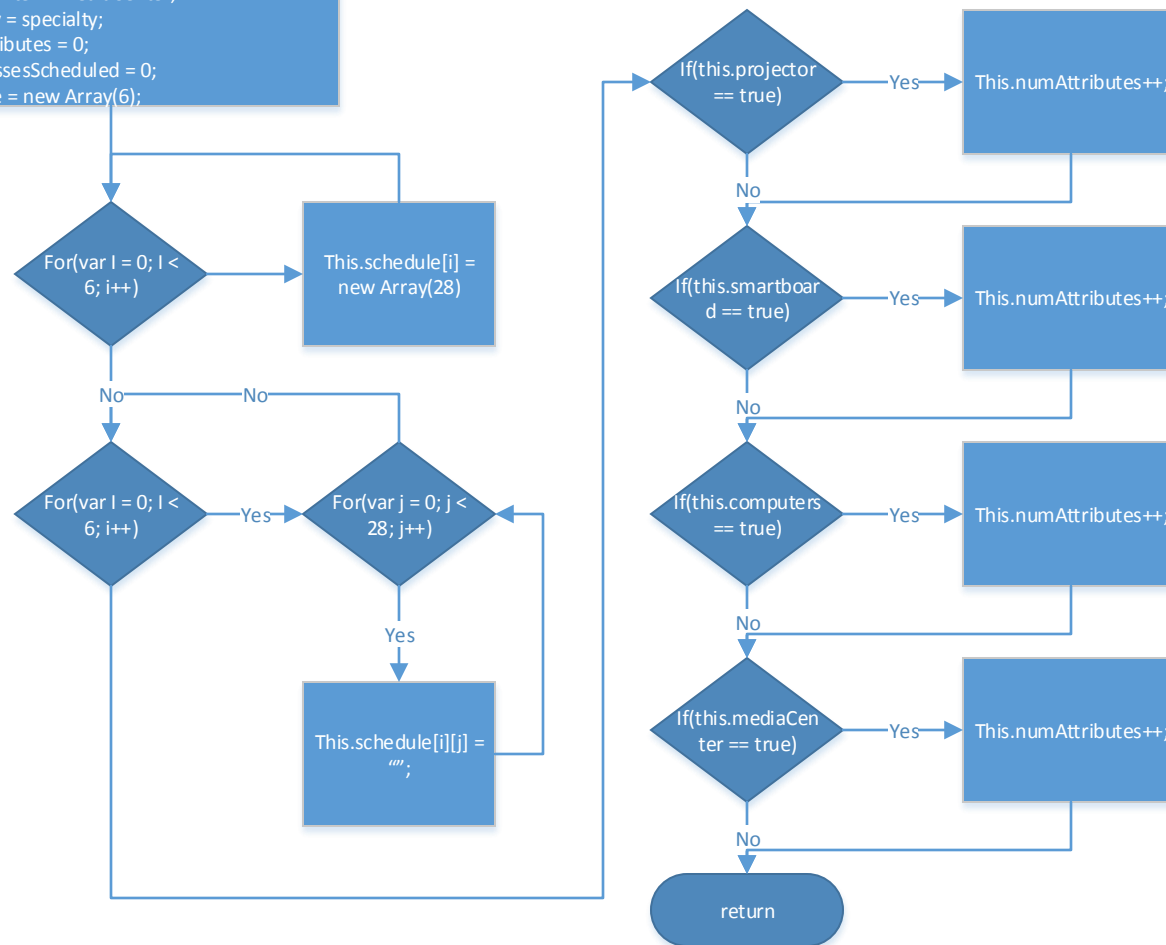 = specialty;
= 0;
= 0;
= new Array(6);
For(var I = 0; I <
6; i++)
This.schedule[i] =
new Array(28)
No
No
For(var I = 0; I <
6; i++)
Yes
For(var j = 0; j <
28; j++)
Yes
This.schedule[i][j] =
“”;
If(this.projector
== true)
Yes
This.numAttributes++;
No
If(this.smartboar
d == true)
Yes
This.numAttributes++;
No
If(this.computers
== true)
Yes
This.numAttributes++;
No
If(this.mediaCen
ter == true)
Yes
This.numAttributes++;
No
return